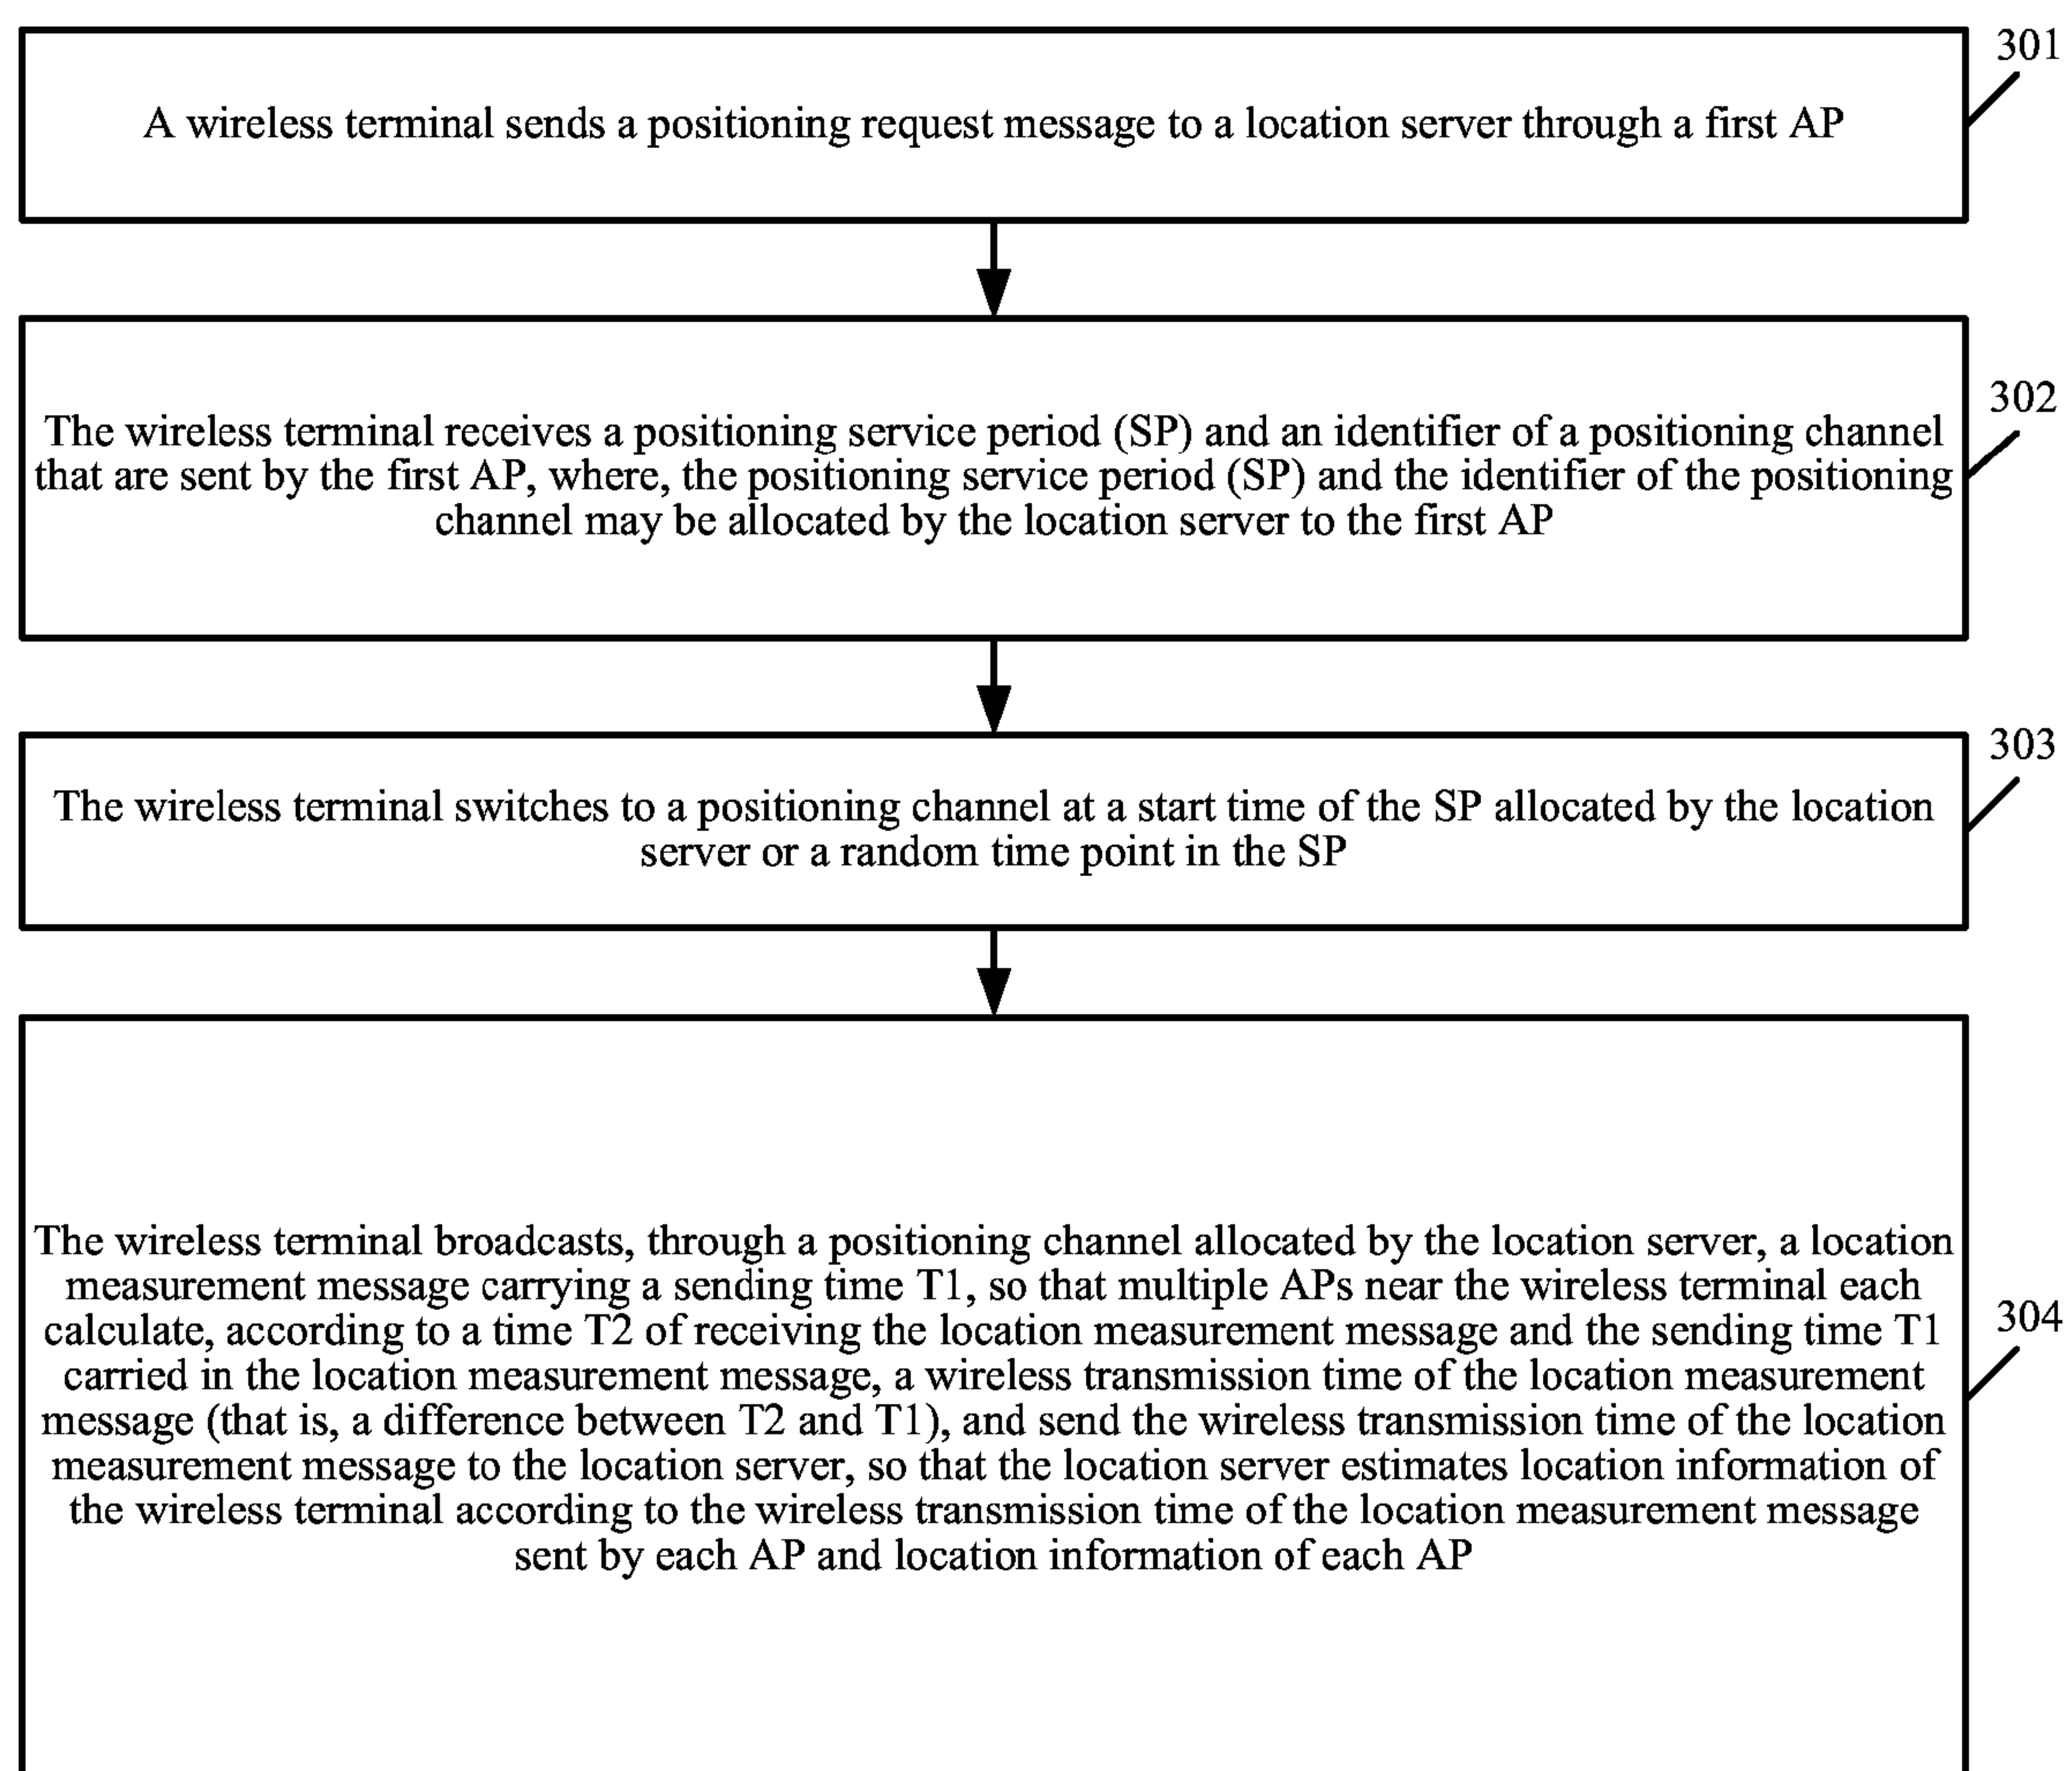 301
A wireless terminal sends a positioning request message to a location server through a first AP
302
The wireless terminal receives a positioning service period (SP) and an identifier of a positioning channel
that are sent by the first AP, where, the positioning service period (SP) and the identifier of the positioning
channel may be allocated by the location server to the first AP
303
The wireless terminal switches to a positioning channel at a start time of the SP allocated by the location
server or a random time point in the SP
The wireless terminal broadcasts, through a positioning channel allocated by the location server, a location
measurement message carrying a sending time T1, so that multiple APs near the wireless terminal each
304
calculate, according to a time T2 of receiving the location measurement message and the sending time T1
carried in the location measurement message, a wireless transmission time of the location measurement
message (that is, a difference between T2 and T1), and send the wireless transmission time of the location
measurement message to the location server, so that the location server estimates location information of
the wireless terminal according to the wireless transmission time of the location measurement message
sent by each AP and location information of each AP